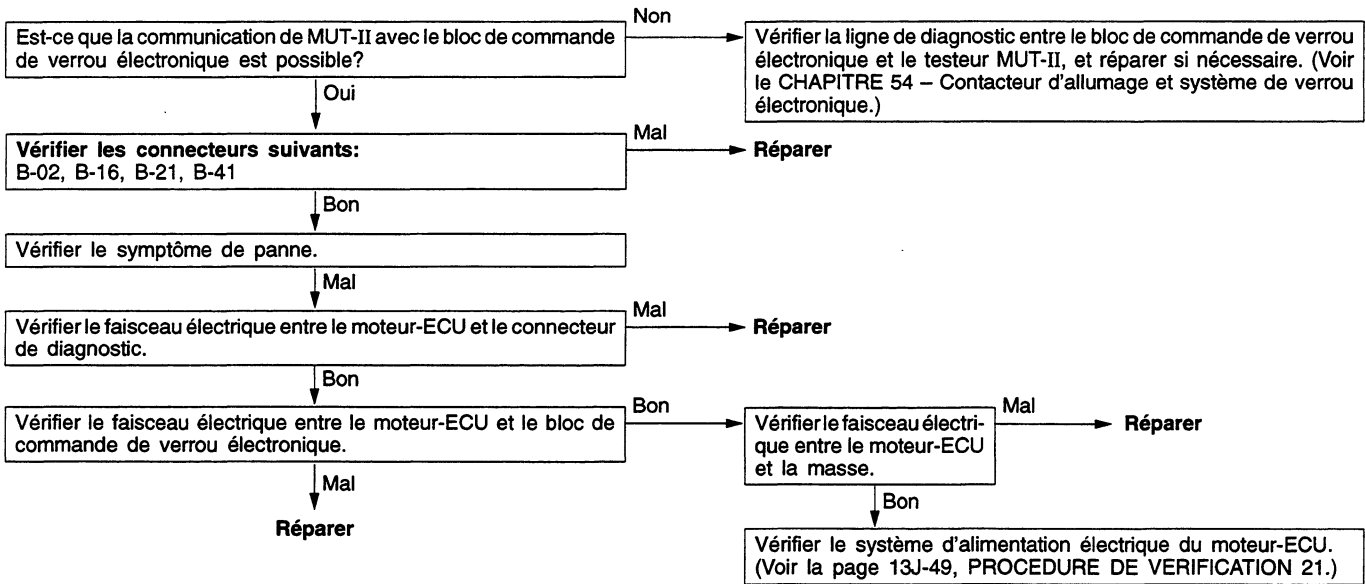 Est-ce que la communication de MUT-II avec le bloc de commande
de verrou électronique est possible?
Non
Vérifier la ligne de diagnostic entre le bloc de commande de verrou
électronique et le testeur MUT-II, et réparer si nécessaire. (Voir
le CHAPITRE 54 – Contacteur d'allumage et système de verrou
électronique.)
Oui
Vérifier les connecteurs suivants:
B-02, B-16, B-21, B-41
Mal
Réparer
Bon
Vérifier le symptôme de panne.
Mal
Vérifier le faisceau électrique entre le moteur-ECU et le connecteur
de diagnostic.
Mal
Réparer
Bon
Vérifier le faisceau électrique entre le moteur-ECU et le bloc de
commande de verrou électronique.
Bon
Vérifier le faisceau électri-
que entre le moteur-ECU
et la masse.
Mal
Réparer
Mal
Réparer
Bon
Vérifier le système d'alimentation électrique du moteur-ECU.
(Voir la page 13J-49, PROCEDURE DE VERIFICATION 21.)